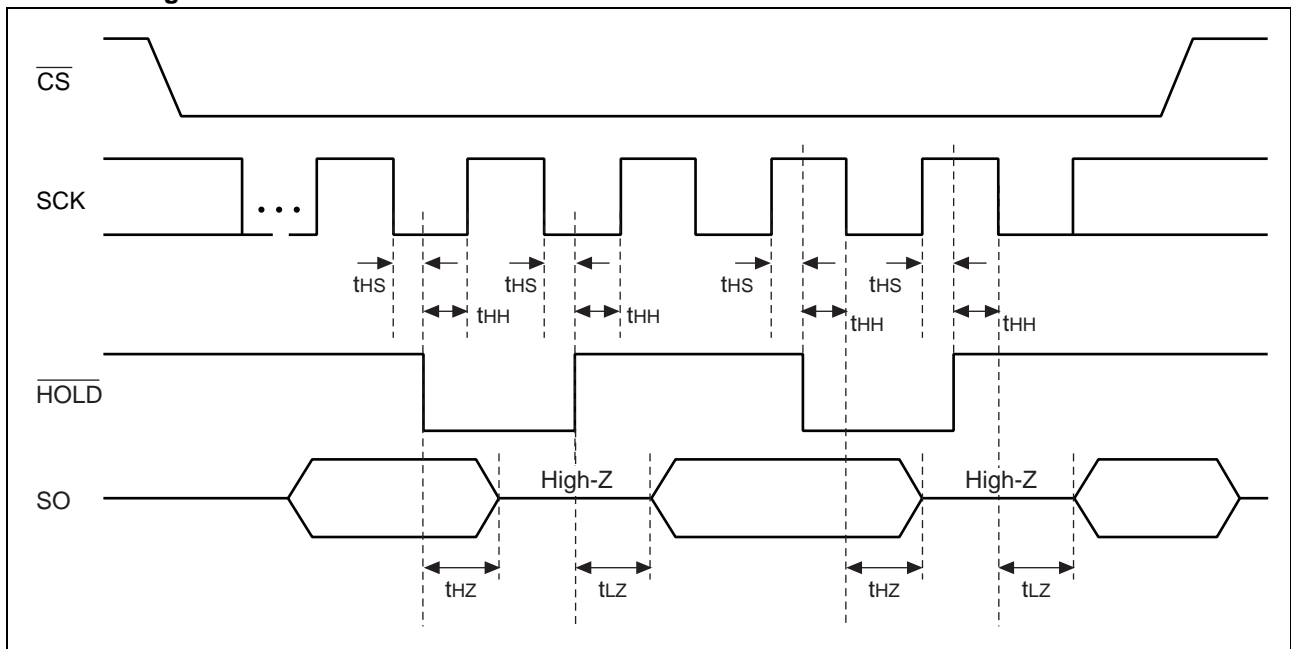 CS
SCK
• • •
tHS
tHS
tHS
tHS
tHH
tHH
tHH
tHH
HOLD
High-Z
High-Z
SO
tHZ
tLZ
tHZ
tLZ